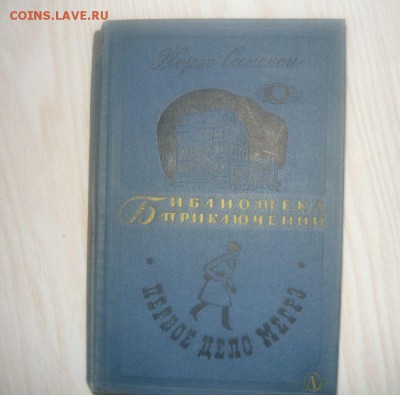 COINS.LAVE.RU
Жорж Сименон
БИБЛИОТЕКА
ПРИКЛЮЧЕНИЙ
ПЕРВОЕ ДЕЛО МЕГРЭ